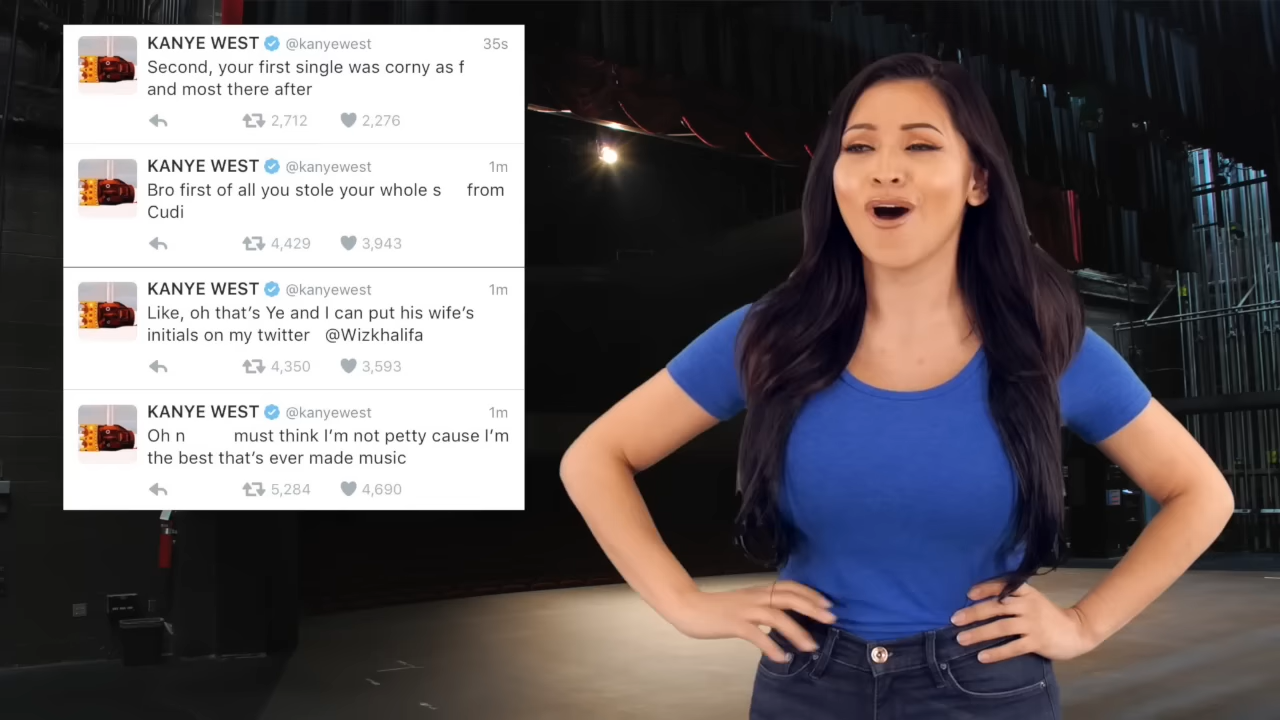 KANYE WEST @kanyewest 35s
Second, your first single was corny as f
and most there after
2,712 2,276
KANYE WEST @kanyewest 1m
Bro first of all you stole your whole s from
Cudi
4,429 3,943
KANYE WEST @kanyewest 1m
Like, oh that's Ye and I can put his wife's
initials on my twitter @Wizkhalifa
4,350 3,593
KANYE WEST @kanyewest 1m
Oh n must think I'm not petty cause I'm
the best that's ever made music
5,284 4,690